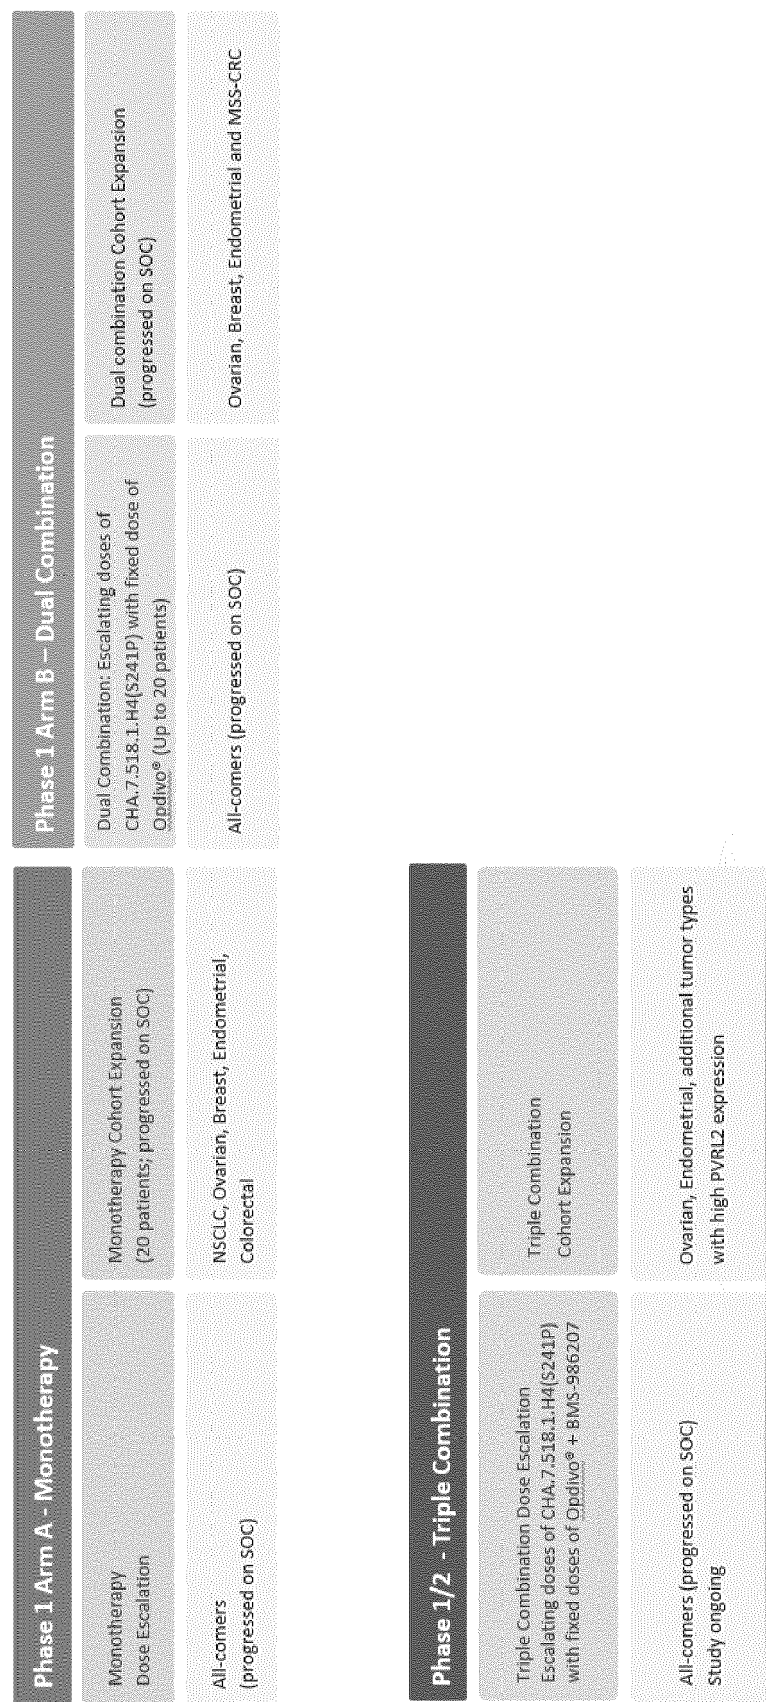 Phase 1 Arm A - Monotherapy
Monotherapy
Dose Escalation
Monotherapy Cohort Expansion
(20 patients; progressed on SOC)
All-comers
(progressed on SOC)
NSCLC, Ovarian, Breast, Endometrial,
Colorectal
Phase 1 Arm B – Dual Combination
Dual Combination: Escalating doses of
CHA.7.518.1.H4(S241P) with fixed dose of
Opdivo® (Up to 20 patients)
Dual combination Cohort Expansion
(progressed on SOC)
All-comers (progressed on SOC)
Ovarian, Breast, Endometrial and MSS-CRC
Phase 1/2 - Triple Combination
Triple Combination Dose Escalation
Escalating doses of CHA.7.518.1.H4(S241P)
with fixed doses of Opdivo® + BMS-986207
Triple Combination
Cohort Expansion
All-comers (progressed on SOC)
Study ongoing
Ovarian, Endometrial, additional tumor types
with high PVRL2 expression